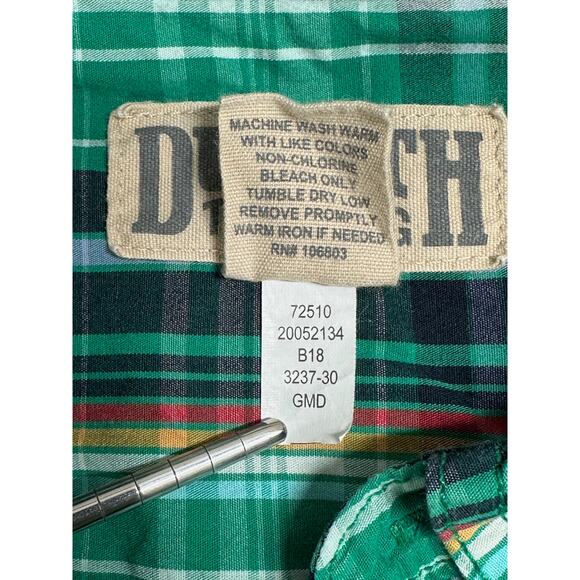 MACHINE WASH WARM
WITH LIKE COLORS
NON-CHLORINE
BLEACH ONLY
TUMBLE DRY LOW
REMOVE PROMPTLY
WARM IRON IF NEEDED
RN# 106803
72510
20052134
B18
3237-30
GMD